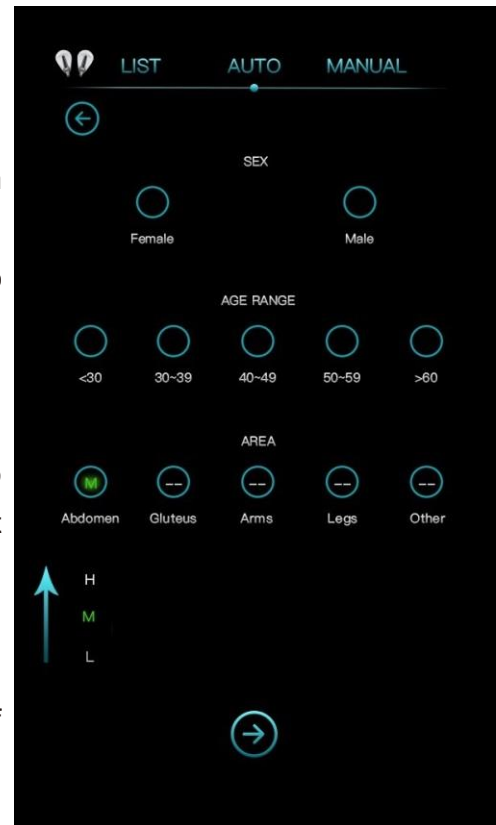 LIST AUTO MANUAL
SEX
Female Male
AGE RANGE
<30 30~39 40~49 50~59 >60
AREA
M -- -- -- --
Abdomen Gluteus Arms Legs Other
H
M
L